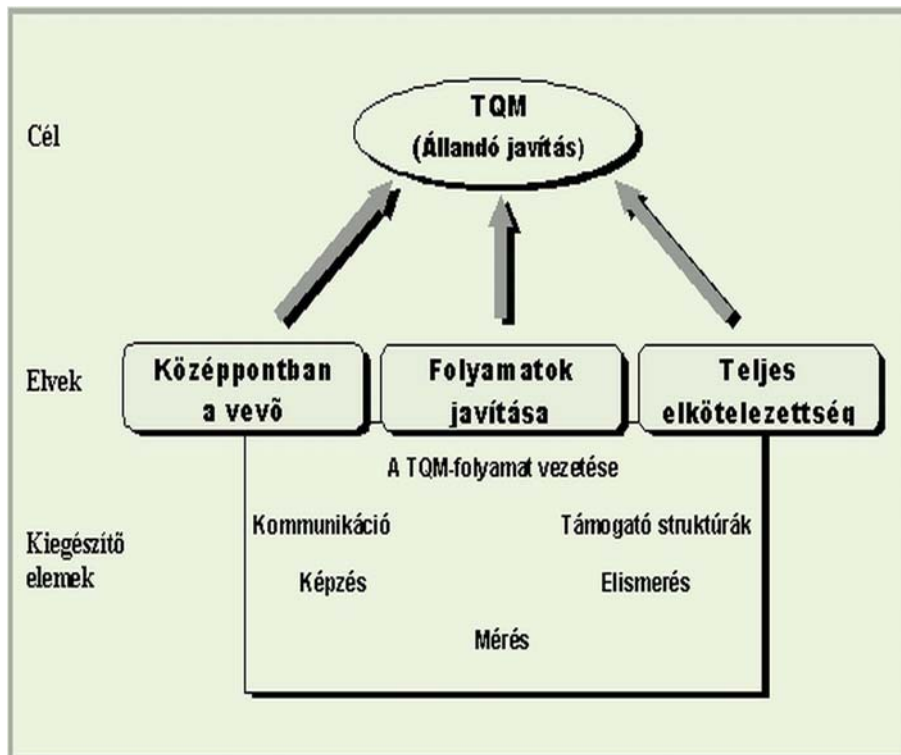 Cél
TQM
(Állandó javítás)
Elvek
Középpontban
a vevõ
Folyamatok
javítása
Teljes
elkötelezettség
Kiegészítő
elemek
A TQM-folyamat vezetése
Kommunikáció
Támogató struktúrák
Képzés
Elismerés
Mérés